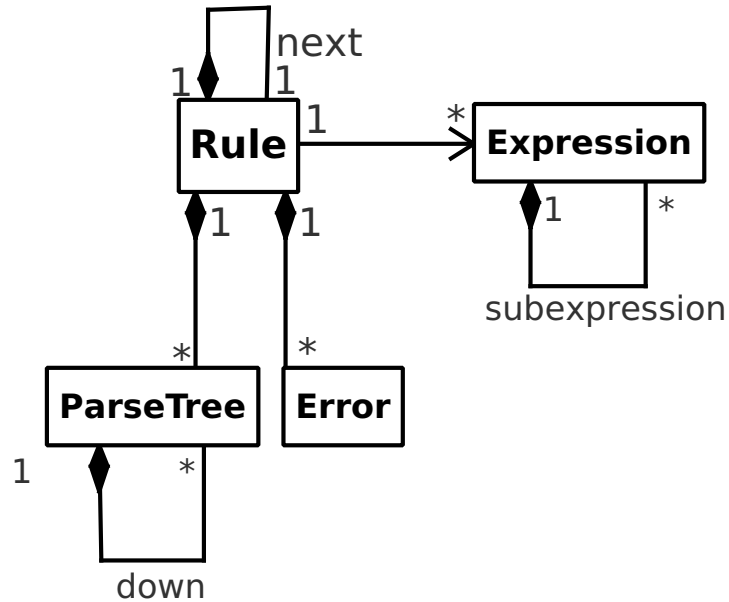 next
1
1
Rule
1
*
Expression
1
1
1
*
subexpression
*
*
ParseTree
Error
1
*
down